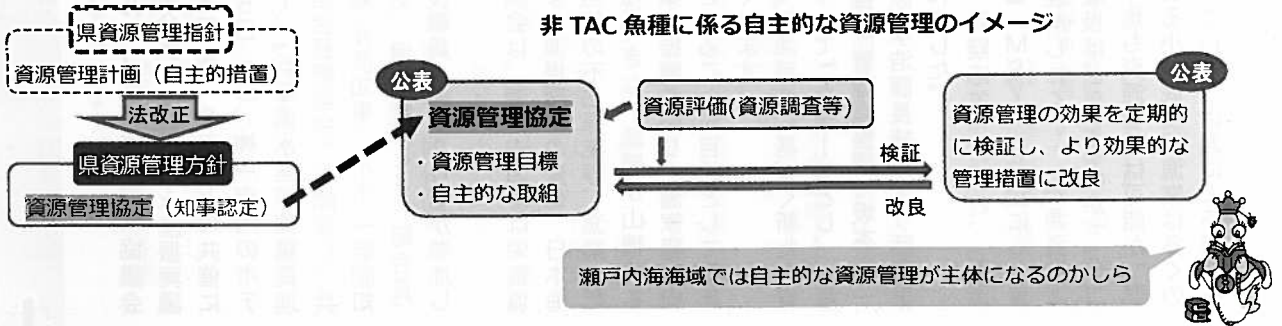 非 TAC 魚種に係る自主的な資源管理のイメージ
県資源管理指針
資源管理計画（自主的措置）
法改正
県資源管理方針
資源管理協定（知事認定）
公表
資源管理協定
・資源管理目標
・自主的な取組
資源評価(資源調査等)
検証
改良
公表
資源管理の効果を定期的
に検証し、より効果的な
管理措置に改良
瀬戸内海海域では自主的な資源管理が主体になるのかしら